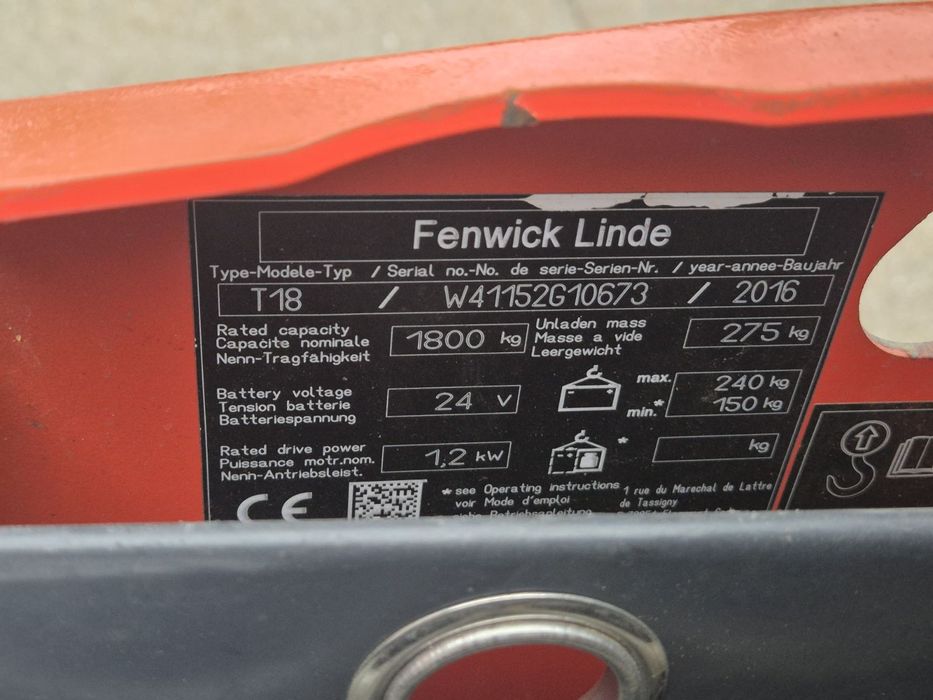 Fenwick Linde
Type-Modele-Typ / Serial no.-No. de serie-Serien-Nr. / year-annee-Baujahr
T18 / W41152G10673 / 2016
Rated capacity
Capacite nominale
Nenn-Tragfähigkeit
1800 kg
Unladen mass
Masse a vide
Leergewicht
275 kg
Battery voltage
Tension batterie
Batteriespannung
24 V
max. 240 kg
min.* 150 kg
Rated drive power
Puissance motr.nom.
Nenn-Antriebsleist.
1,2 kW
* kg
CE
* see Operating instructions
voir Mode d'emploi
Betriebsanleitung
1 rue du Marechal de Lattre
de Tassigny